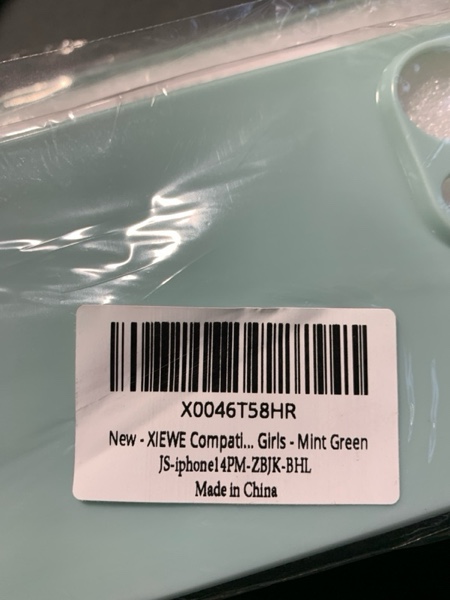 X0046T58HR
New - XIEWE Compati... Girls - Mint Green
JS-iphone14PM-ZBJK-BHL
Made in China